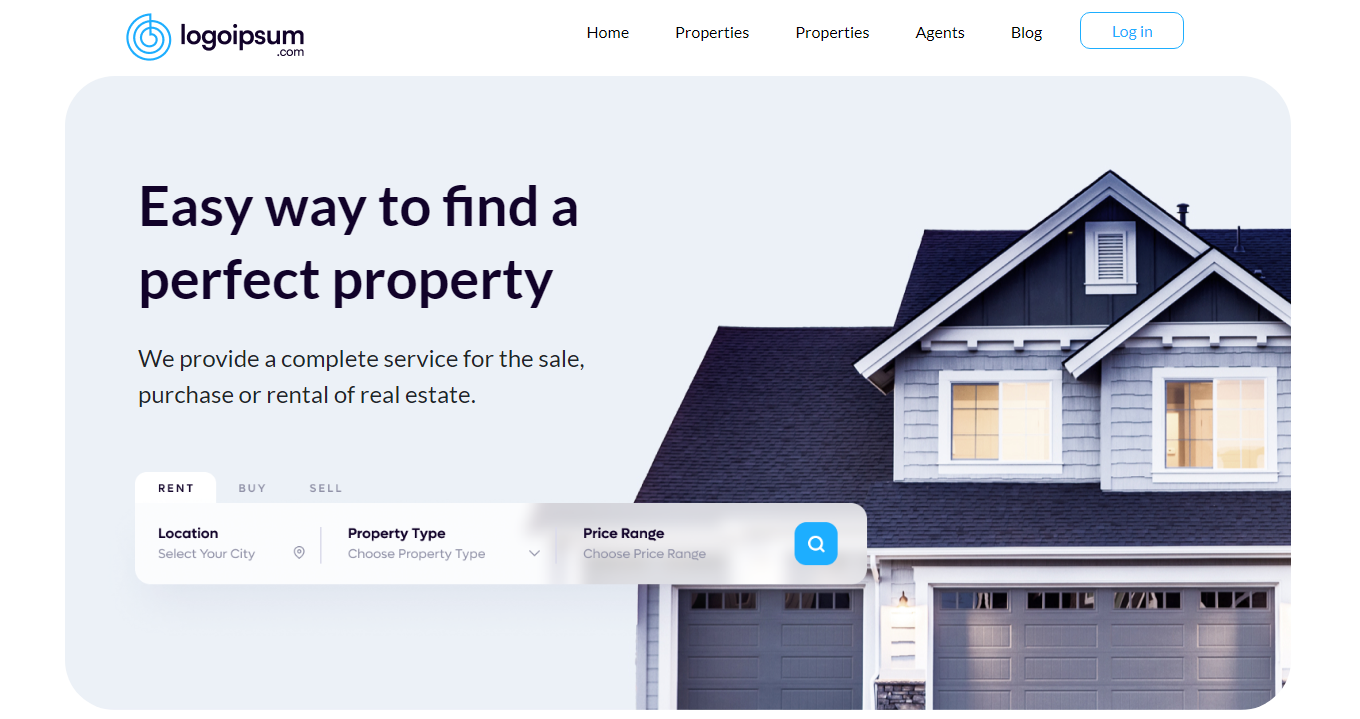 logoipsum
.com
Home Properties Properties Agents Blog Log in
Easy way to find a
perfect property
We provide a complete service for the sale,
purchase or rental of real estate.
RENT BUY SELL
Location Property Type Price Range
Select Your City Choose Property Type Choose Price Range